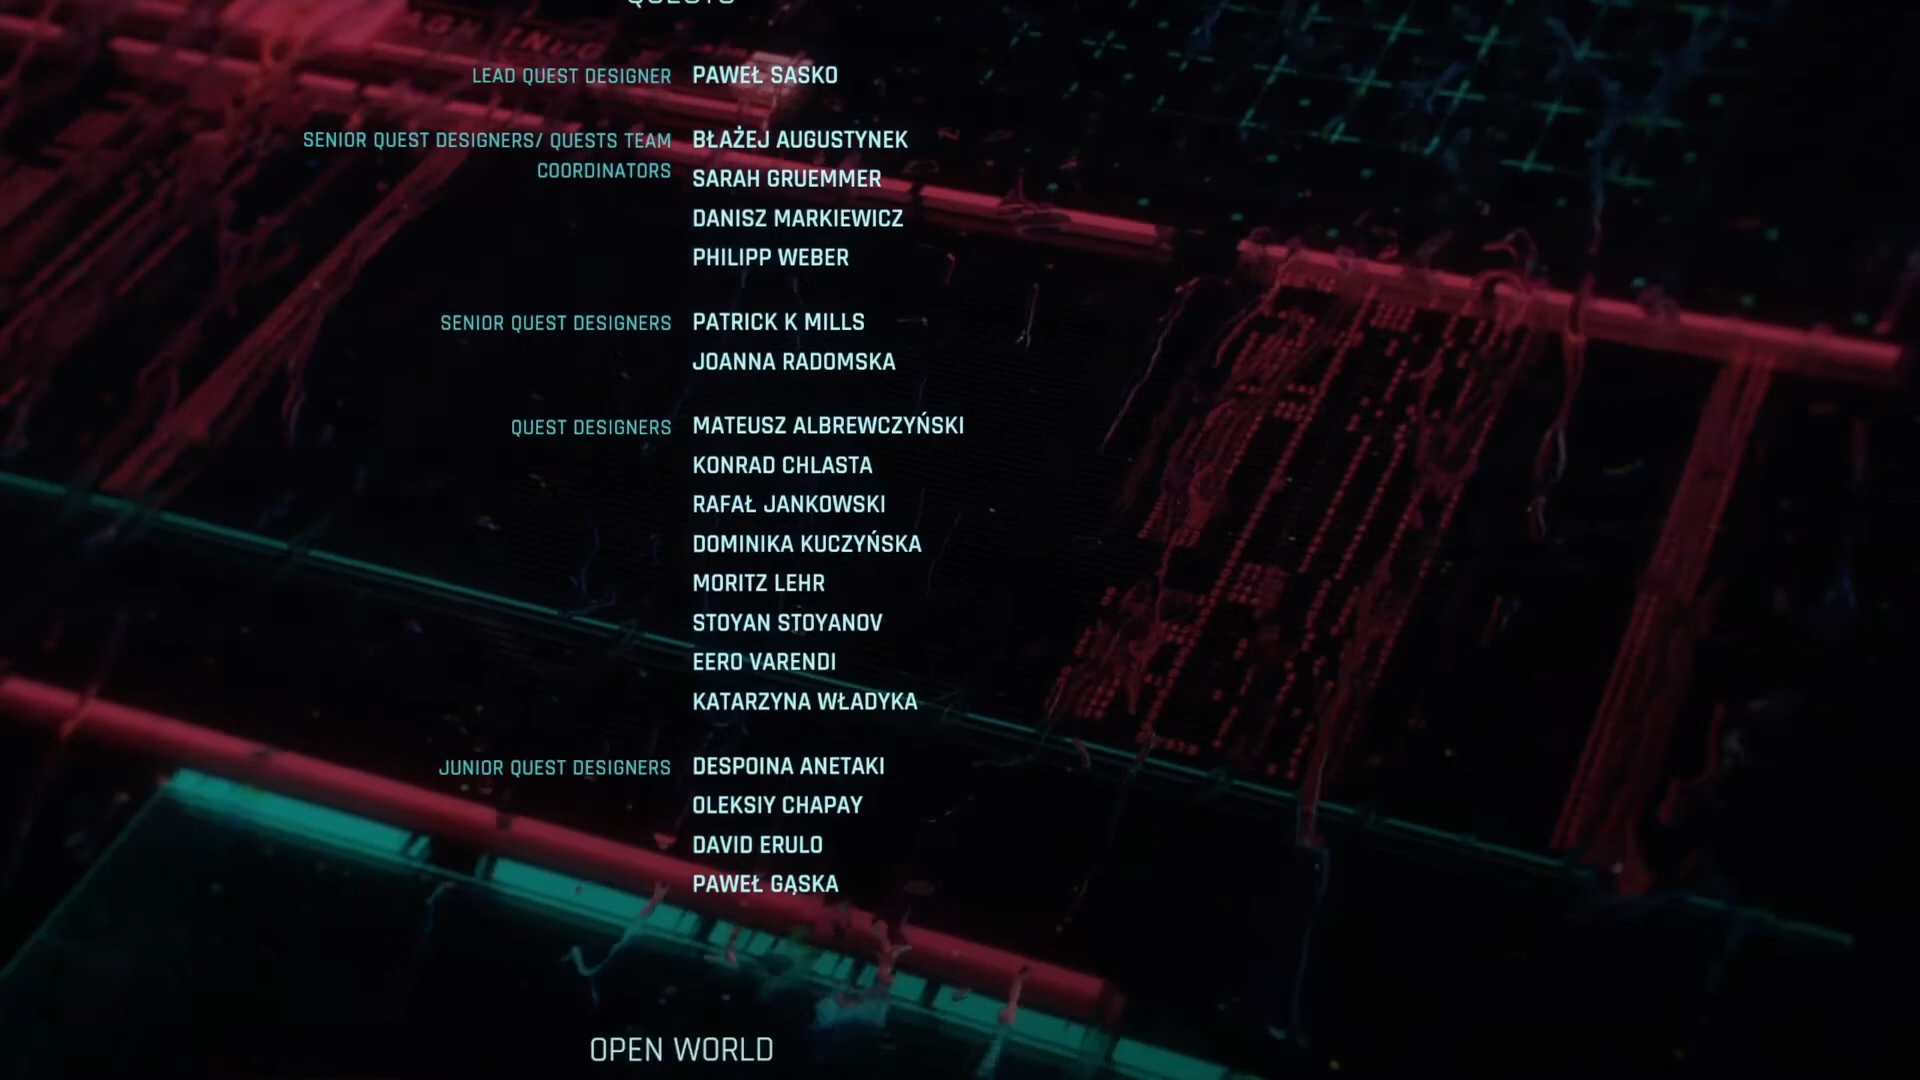 QUESTS
LEAD QUEST DESIGNER PAWEŁ SASKO
SENIOR QUEST DESIGNERS/ QUESTS TEAM COORDINATORS BŁAŻEJ AUGUSTYNEK
SARAH GRUEMMER
DANISZ MARKIEWICZ
PHILIPP WEBER
SENIOR QUEST DESIGNERS PATRICK K MILLS
JOANNA RADOMSKA
QUEST DESIGNERS MATEUSZ ALBREWCZYŃSKI
KONRAD CHLASTA
RAFAŁ JANKOWSKI
DOMINIKA KUCZYŃSKA
MORITZ LEHR
STOYAN STOYANOV
EERO VARENDI
KATARZYNA WŁADYKA
JUNIOR QUEST DESIGNERS DESPOINA ANETAKI
OLEKSIY CHAPAY
DAVID ERULO
PAWEŁ GĄSKA
OPEN WORLD